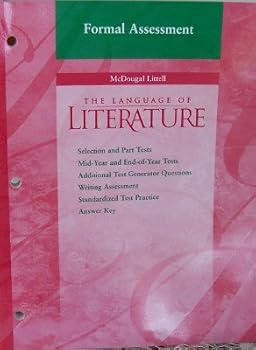 Formal Assessment
McDougal Littell
THE LANGUAGE OF
LITERATURE
Selection and Part Tests
Mid-Year and End-of-Year Tests
Additional Test Generator Questions
Writing Assessment
Standardized Test Practice
Answer Key